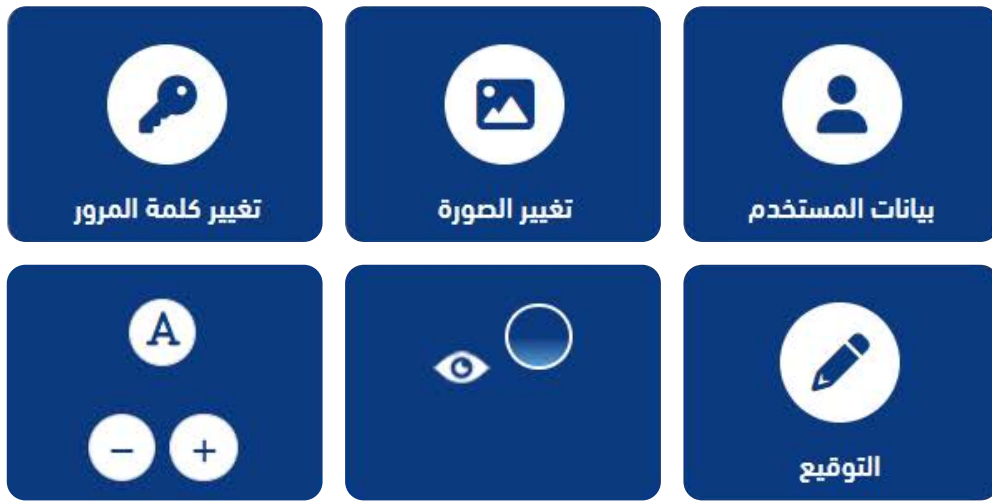 بيانات المستخدم
تغيير الصورة
تغيير كلمة المرور
التوقيع
A
+
−